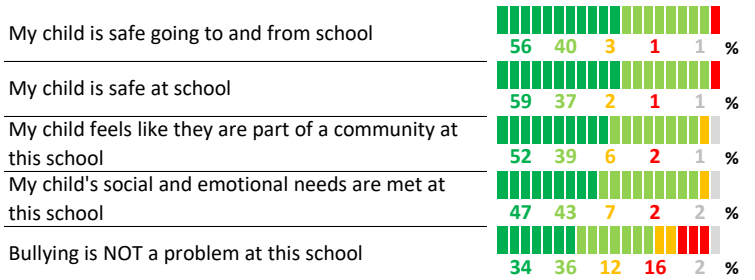 My child is safe going to and from school
56 40 3 1 1 %
My child is safe at school
59 37 2 1 1 %
My child feels like they are part of a community at
this school
52 39 6 2 1 %
My child's social and emotional needs are met at
this school
47 43 7 2 2 %
Bullying is NOT a problem at this school
34 36 12 16 2 %